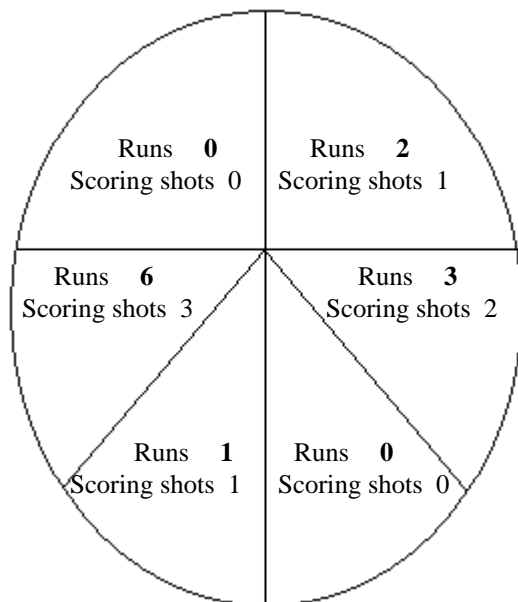 Runs 0
Scoring shots 0
Runs 2
Scoring shots 1
Runs 6
Scoring shots 3
Runs 3
Scoring shots 2
Runs 1
Scoring shots 1
Runs 0
Scoring shots 0